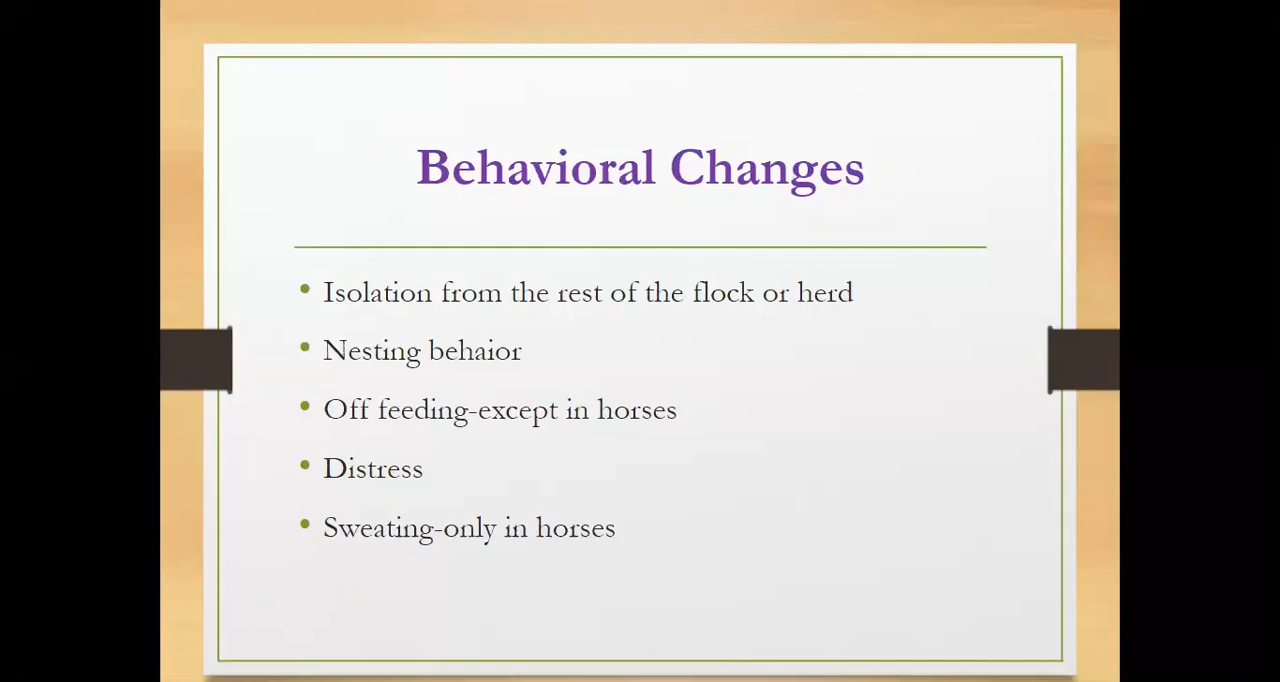 Behavioral Changes
• Isolation from the rest of the flock or herd
• Nesting behaior
• Off feeding-except in horses
• Distress
• Sweating-only in horses